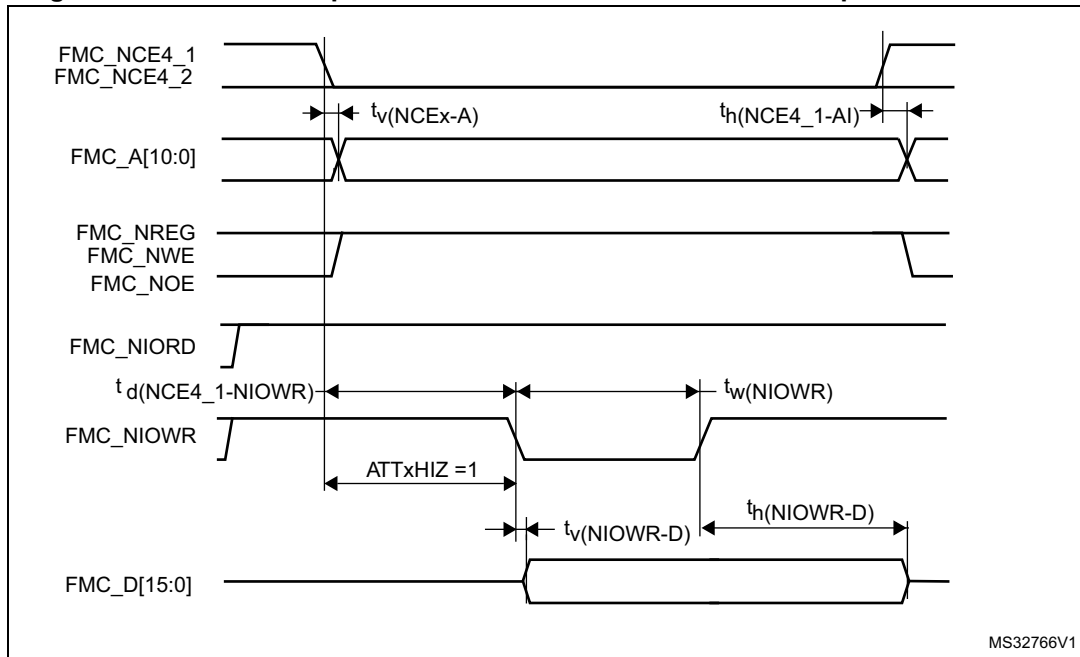 FMC_NCE4_1
FMC_NCE4_2
tv(NCEx-A)
th(NCE4_1-AI)
FMC_A[10:0]
FMC_NREG
FMC_NWE
FMC_NOE
FMC_NIORD
td(NCE4_1-NIOWR)
tw(NIOWR)
FMC_NIOWR
ATTxHIZ =1
th(NIOWR-D)
tv(NIOWR-D)
FMC_D[15:0]
MS32766V1